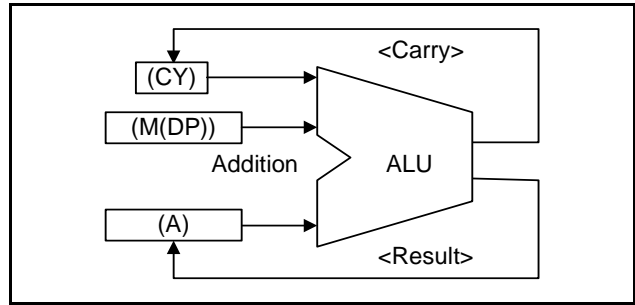 <Carry>
(CY)
(M(DP))
Addition
ALU
(A)
<Result>